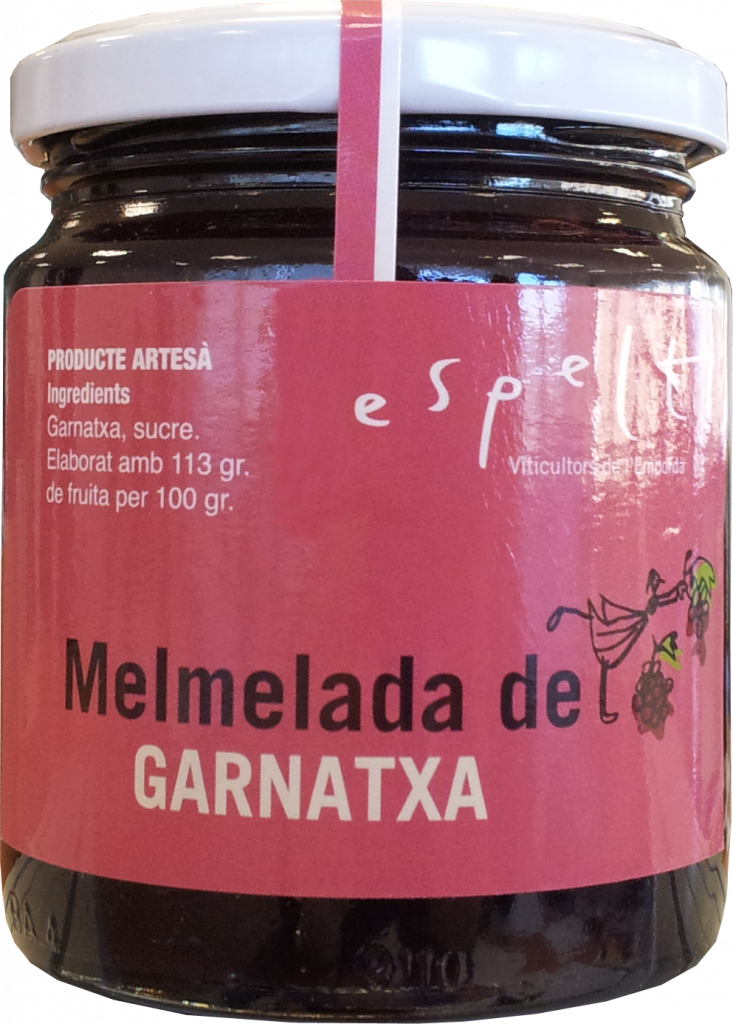 PRODUCTE ARTESÀ
Ingredients
Garnatxa, sucre.
Elaborat amb 113 gr.
de fruita per 100 gr.
espelt
Viticultors de l'Empordà
Melmelada de
GARNATXA